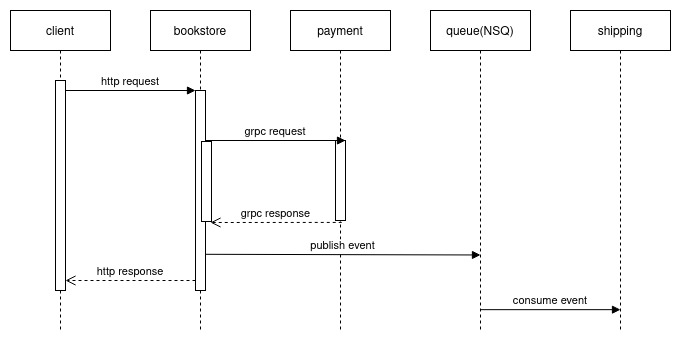 client
bookstore
payment
queue(NSQ)
shipping
http request
grpc request
grpc response
publish event
http response
consume event